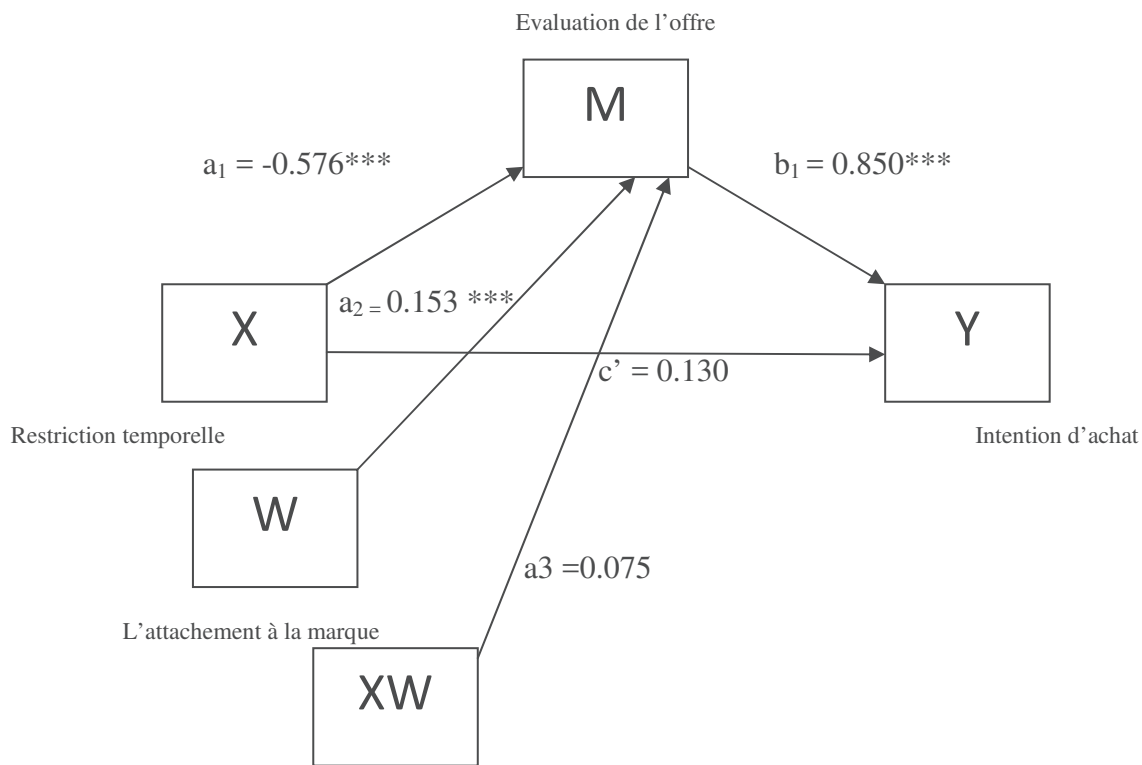 Evaluation de l’offre
M
a₁ = -0.576***
b₁ = 0.850***
X
a₂ = 0.153 ***
Y
c’ = 0.130
Restriction temporelle
Intention d’achat
W
a3 =0.075
L’attachement à la marque
XW